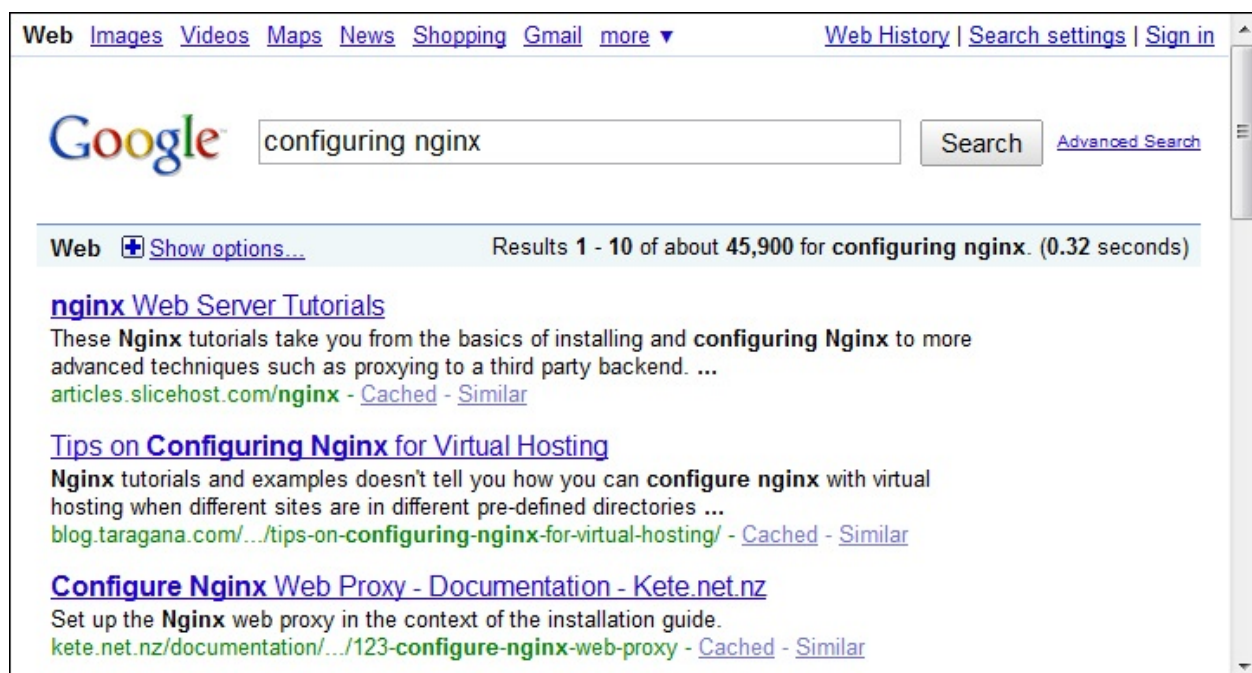 Web Images Videos Maps News Shopping Gmail more ▼ Web History | Search settings | Sign in
Google™ configuring nginx Search Advanced Search
Web Show options... Results 1 - 10 of about 45,900 for configuring nginx. (0.32 seconds)
nginx Web Server Tutorials
These Nginx tutorials take you from the basics of installing and configuring Nginx to more
advanced techniques such as proxying to a third party backend. ...
articles.slicehost.com/nginx - Cached - Similar
Tips on Configuring Nginx for Virtual Hosting
Nginx tutorials and examples doesn't tell you how you can configure nginx with virtual
hosting when different sites are in different pre-defined directories ...
blog.taragana.com/.../tips-on-configuring-nginx-for-virtual-hosting/ - Cached - Similar
Configure Nginx Web Proxy - Documentation - Kete.net.nz
Set up the Nginx web proxy in the context of the installation guide.
kete.net.nz/documentation/.../123-configure-nginx-web-proxy - Cached - Similar